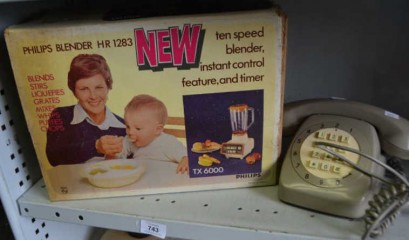 PHILIPS BLENDER HR 1283
NEW
ten speed
blender,
instant control
feature, and timer
BLENDS
STIRS
LIQUEFIES
GRATES
MIXES
TX 6000
PHILIPS
743